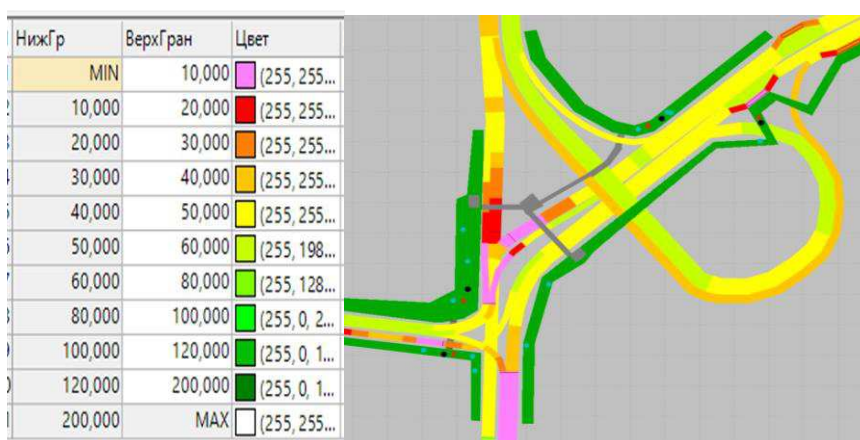 НижГр ВерхГран Цвет
MIN 10,000 (255, 255...
10,000 20,000 (255, 255...
20,000 30,000 (255, 255...
30,000 40,000 (255, 255...
40,000 50,000 (255, 255...
50,000 60,000 (255, 198...
60,000 80,000 (255, 128...
80,000 100,000 (255, 0, 2...
100,000 120,000 (255, 0, 1...
120,000 200,000 (255, 0, 1...
200,000 MAX (255, 255...